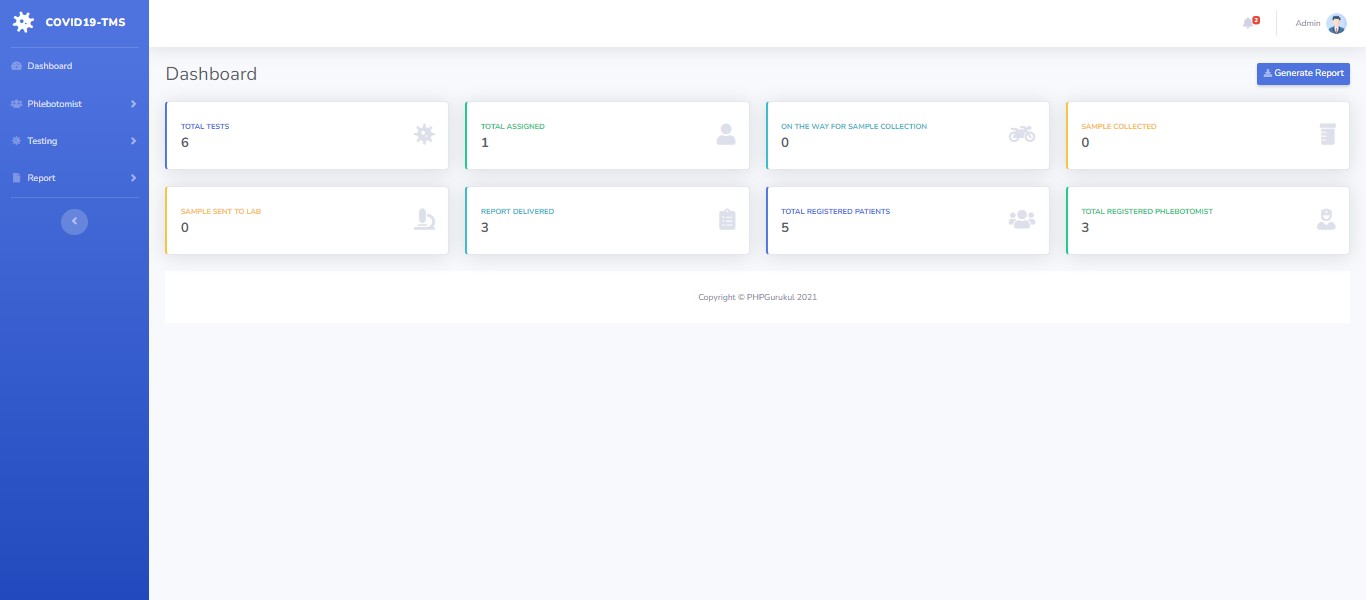 COVID19-TMS
Dashboard
Phlebotomist
Testing
Report
2
Admin
Dashboard
Generate Report
TOTAL TESTS
6
TOTAL ASSIGNED
1
ON THE WAY FOR SAMPLE COLLECTION
0
SAMPLE COLLECTED
0
SAMPLE SENT TO LAB
0
REPORT DELIVERED
3
TOTAL REGISTERED PATIENTS
5
TOTAL REGISTERED PHLEBOTOMIST
3
Copyright © PHPGurukul 2021